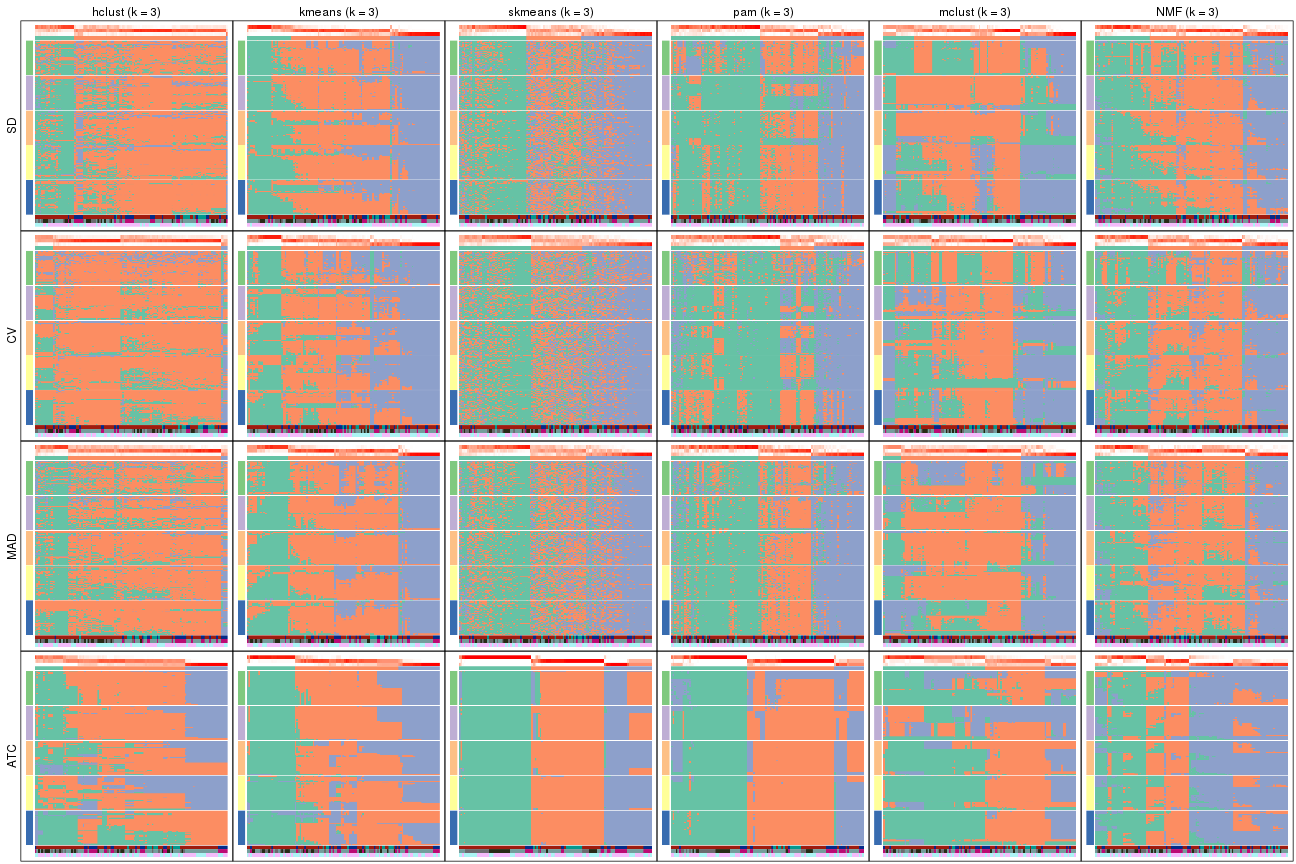 hclust (k = 3) kmeans (k = 3) skmeans (k = 3) pam (k = 3) mclust (k = 3) NMF (k = 3)
SD
CV
MAD
ATC